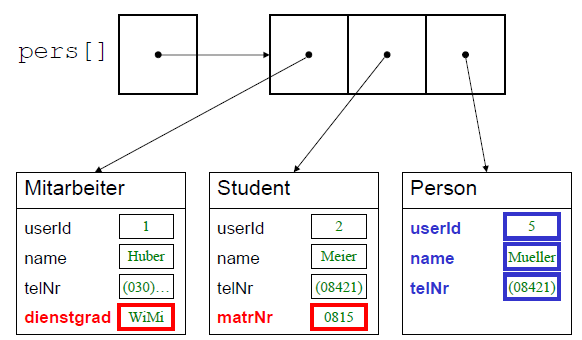 pers[]
Mitarbeiter
userId 1
name Huber
telNr (030)...
dienstgrad WiMi
Student
userId 2
name Meier
telNr (08421)
matrNr 0815
Person
userId 5
name Mueller
telNr (08421)